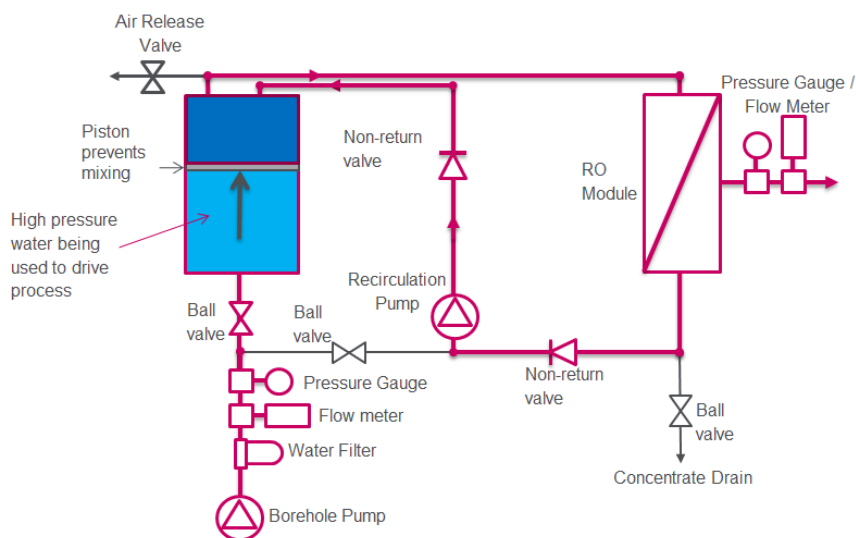 Air Release
Valve
Pressure Gauge /
Flow Meter
Piston
prevents
mixing
Non-return
valve
RO
Module
High pressure
water being
used to drive
process
Recirculation
Pump
Ball
valve
Ball
valve
Pressure Gauge
Non-return
valve
Flow meter
Ball
valve
Water Filter
Concentrate Drain
Borehole Pump